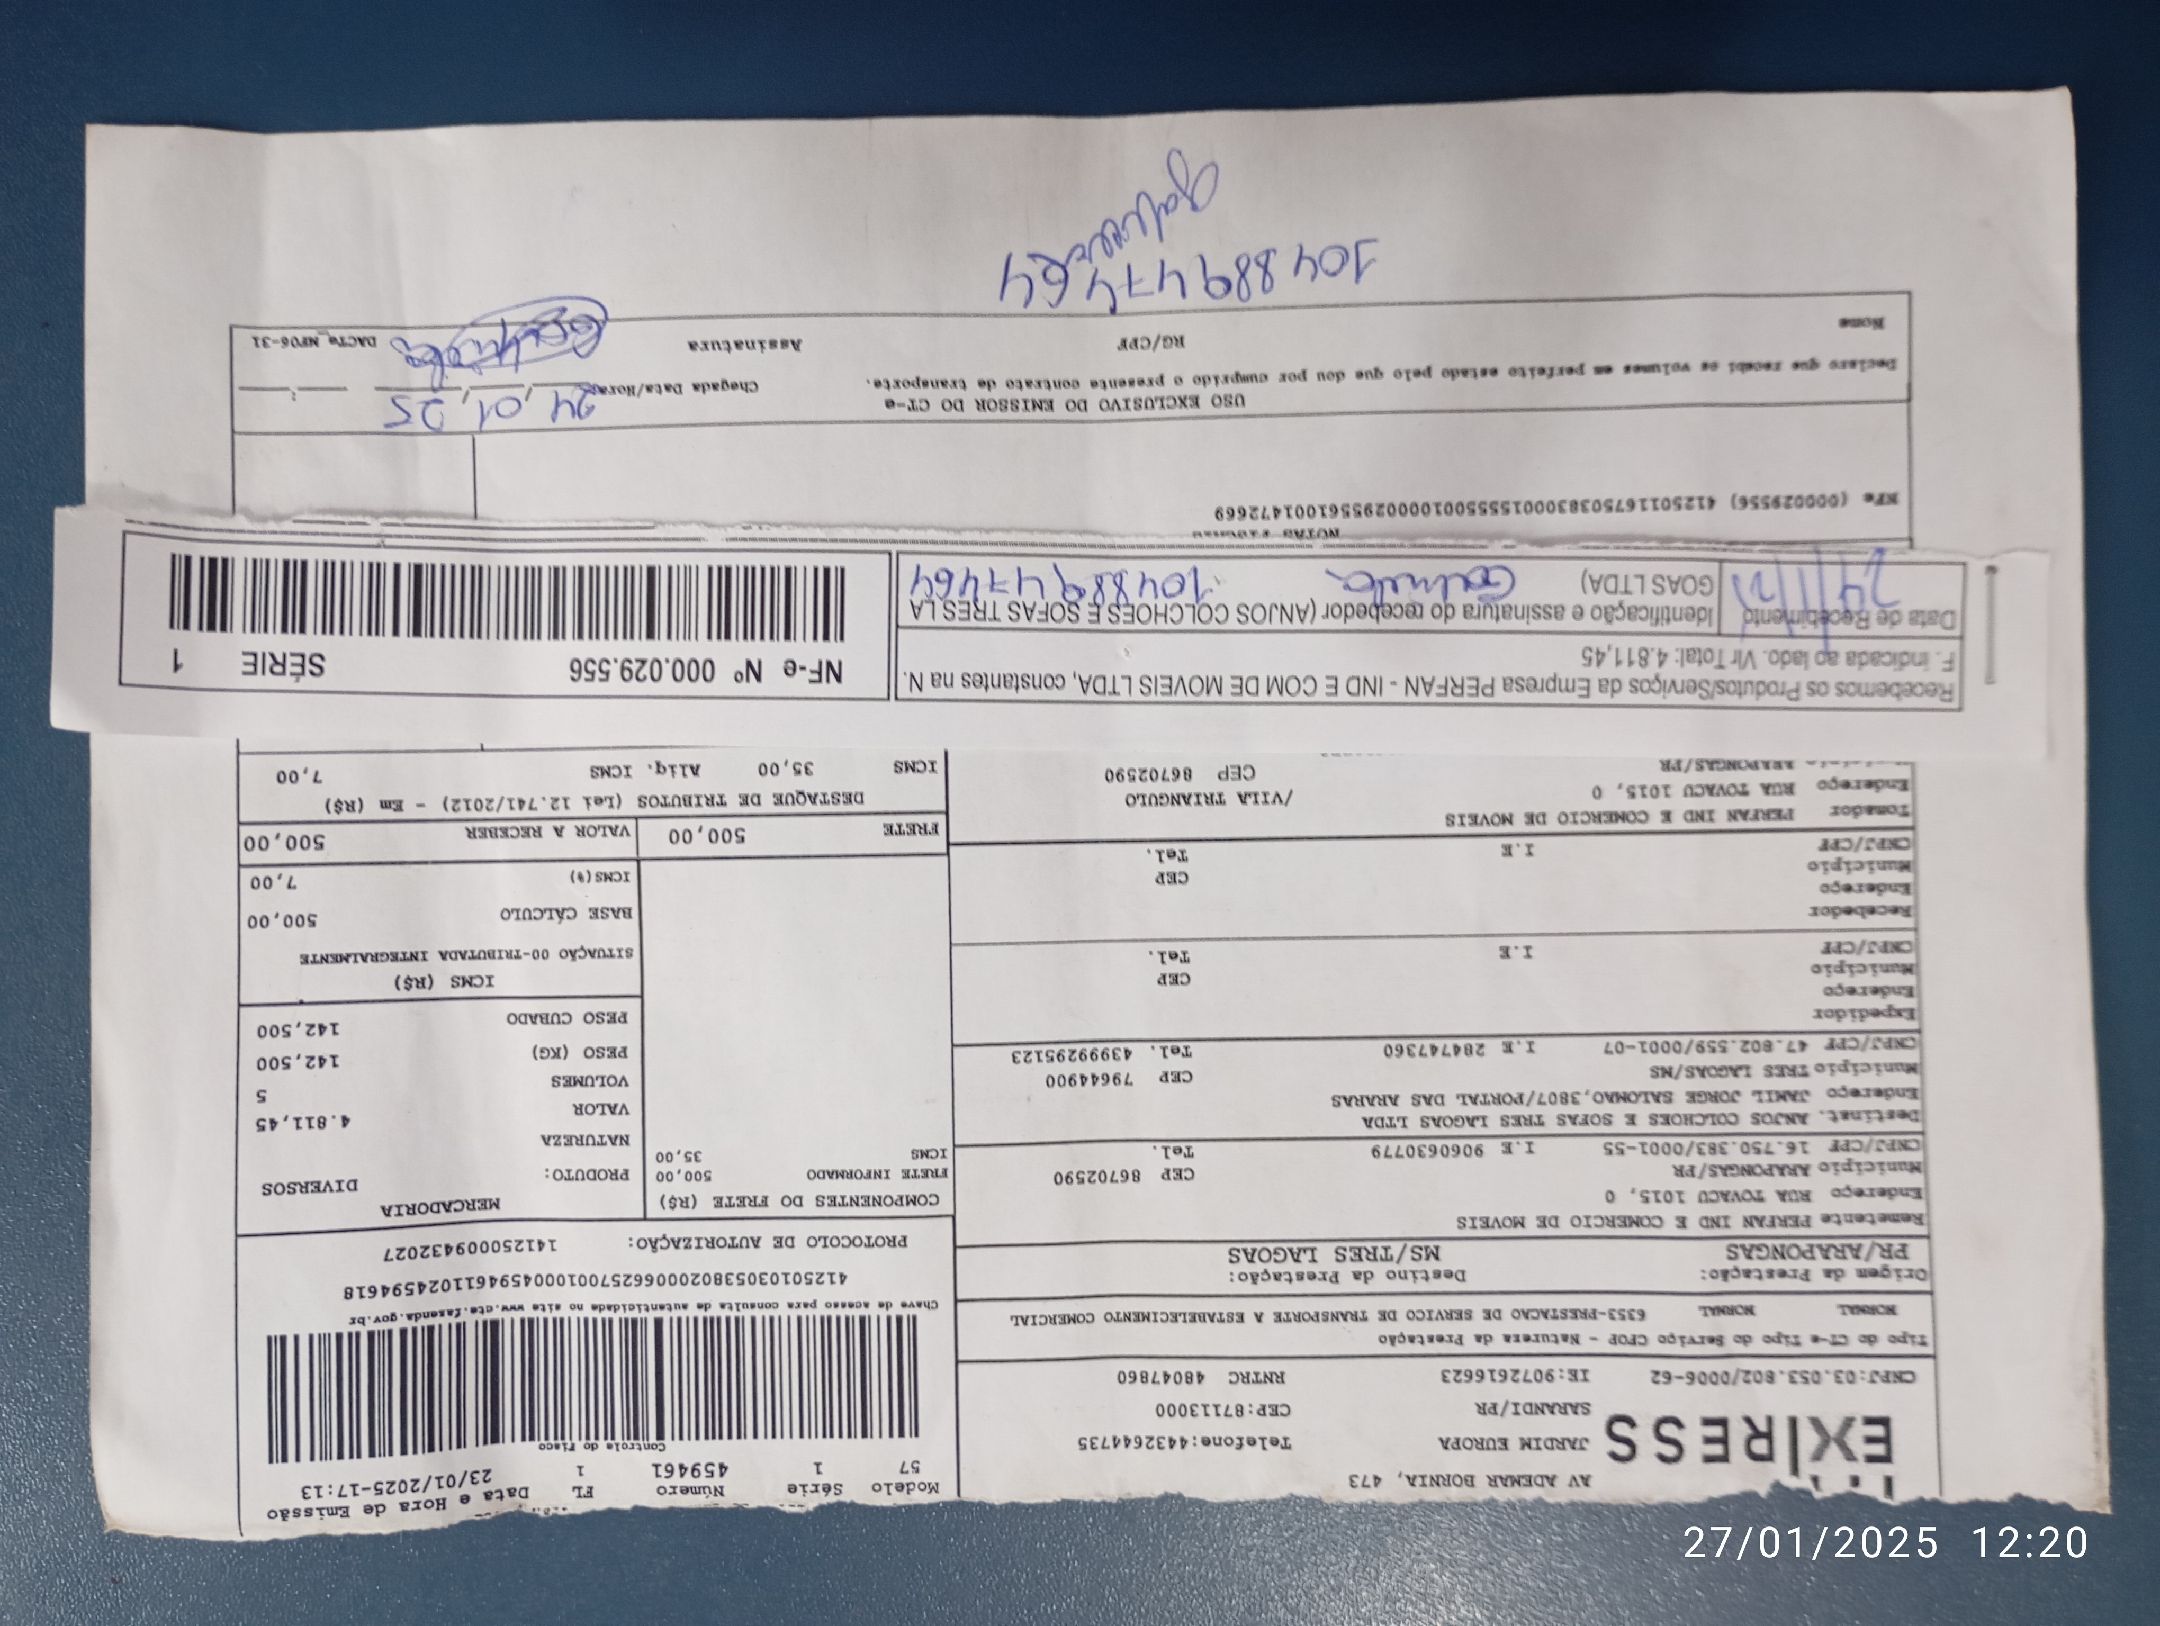 EXPRESS
AV ADEMAR BORNIA, 473
JARDIM EUROPA Telefone:4432644735
SARANDI/PR CEP:87113000
CNPJ:03.053.802/0006-62 IE:9072616623 RNTRC 48047860
Tipo do CT-e Tipo do Serviço CFOP - Natureza da Prestação
NORMAL NORMAL 6353-PRESTACAO DE SERVICO DE TRANSPORTE A ESTABELECIMENTO COMERCIAL
Origem da Prestação: Destino da Prestação:
PR/ARAPONGAS MS/TRES LAGOAS
Remetente PERFAN IND E COMERCIO DE MOVEIS
Endereço RUA TOVACU 1015, 0
Município ARAPONGAS/PR CEP 86702590
CNPJ/CPF 16.750.383/0001-55 I.E 9060630779 Tel.
Destinat. ANJOS COLCHOES E SOFAS TRES LAGOAS LTDA
Endereço JAMIL JORGE SALOMAO,3807/PORTAL DAS ARARAS
Município TRES LAGOAS/MS CEP 79644900
CNPJ/CPF 47.802.559/0001-07 I.E 284747360 Tel. 43999295123
Expedidor
Endereço
Município CEP
CNPJ/CPF I.E Tel.
Recebedor
Endereço
Município CEP
CNPJ/CPF I.E Tel.
Tomador PERFAN IND E COMERCIO DE MOVEIS
Endereço RUA TOVACU 1015, 0 /VILA TRIANGULO
ARAPONGAS/PR CEP 86702590
Modelo Série Número FL Data e Hora de Emissão
57 1 459461 1 23/01/2025-17:13
Controle do Fisco
Chave de acesso para consulta de autenticidade no site www.cte.fazenda.gov.br
41250103053802000662570010004594611024594618
PROTOCOLO DE AUTORIZAÇÃO: 141250009432027
COMPONENTES DO FRETE (R$)
FRETE INFORMADO 500,00
ICMS 35,00
MERCADORIA
PRODUTO: DIVERSOS
NATUREZA
VALOR 4.811,45
VOLUMES 5
PESO (KG) 142,500
PESO CUBADO 142,500
ICMS (R$)
SITUAÇÃO 00-TRIBUTADA INTEGRALMENTE
BASE CÁLCULO 500,00
ICMS(%) 7,00
FRETE 500,00 VALOR A RECEBER 500,00
DESTAQUE DE TRIBUTOS (Lei 12.741/2012) - Em (R$)
ICMS 35,00 Aliq. ICMS 7,00
Recebemos os Produtos/Serviços da Empresa PERFAN - IND E COM DE MOVEIS LTDA, constantes na N.
F. indicada ao lado. Vlr Total: 4.811,45
Data de Recebimento Identificação e assinatura do recebedor (ANJOS COLCHOES E SOFAS TRES LA
GOAS LTDA)
10488947464
NF-e Nº 000.029.556 SÉRIE 1
NOTAS
NFe (000029556) 41250116750383000155550010000295561001472669
USO EXCLUSIVO DO EMISSOR DO CT-e
Declaro que recebi os volumes em perfeito estado pelo que dou por cumprido o presente contrato de transporte.
Chegada Data/Hora: 24,01,25
Nome RG/CPF Assinatura DACTe_NF06-31
10488947464
27/01/2025 12:20